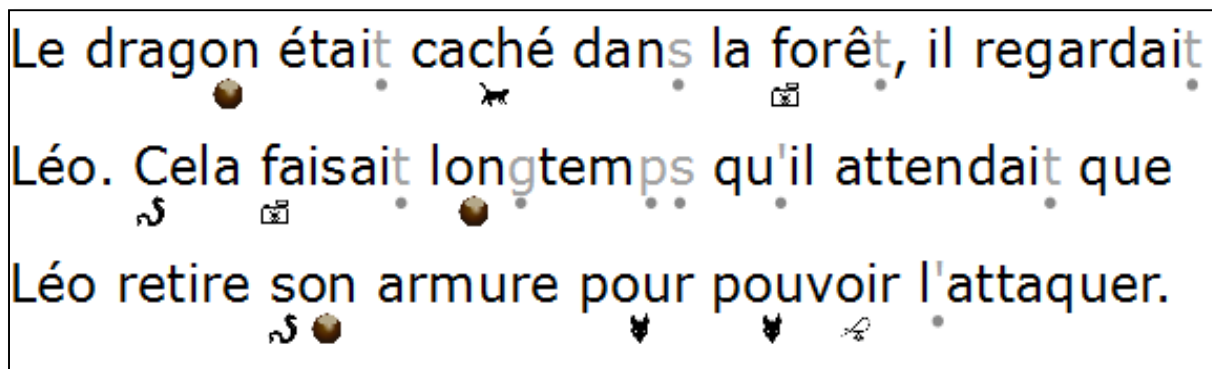 Le dragon était caché dans la forêt, il regardait
Léo. Cela faisait longtemps qu'il attendait que
Léo retire son armure pour pouvoir l'attaquer.